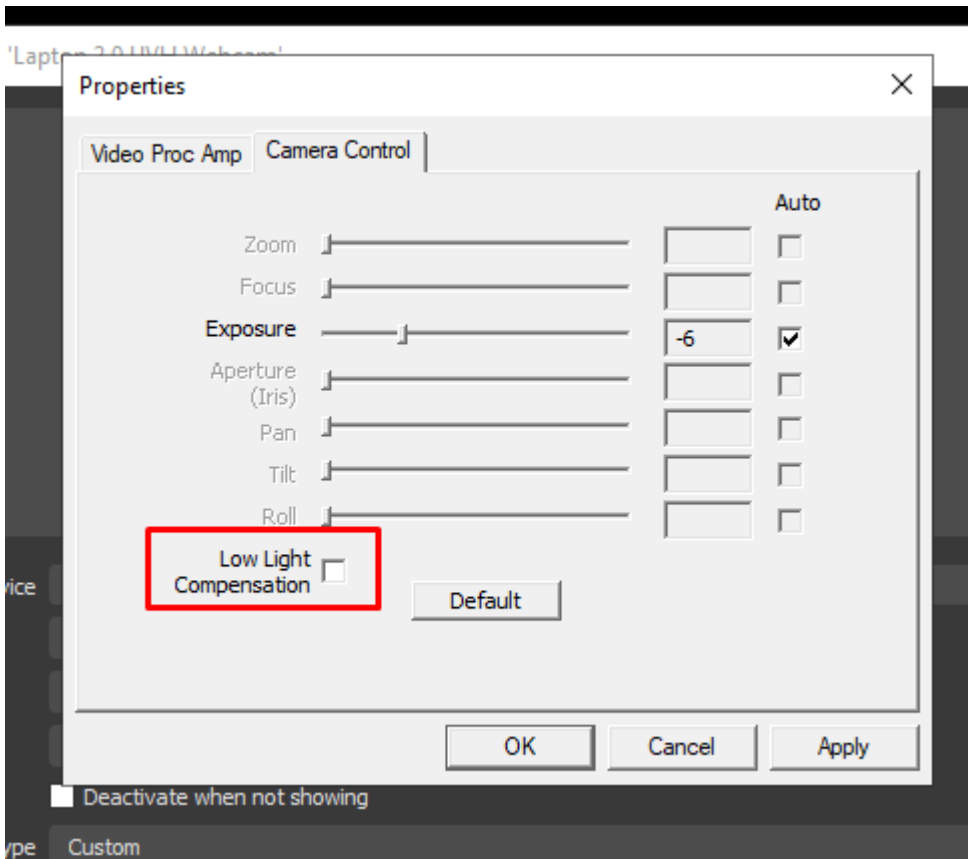 Properties
Video Proc Amp Camera Control
Auto
Zoom
Focus
Exposure -6
Aperture
(Iris)
Pan
Tilt
Roll
Low Light
Compensation
Default
OK Cancel Apply
Deactivate when not showing
Custom